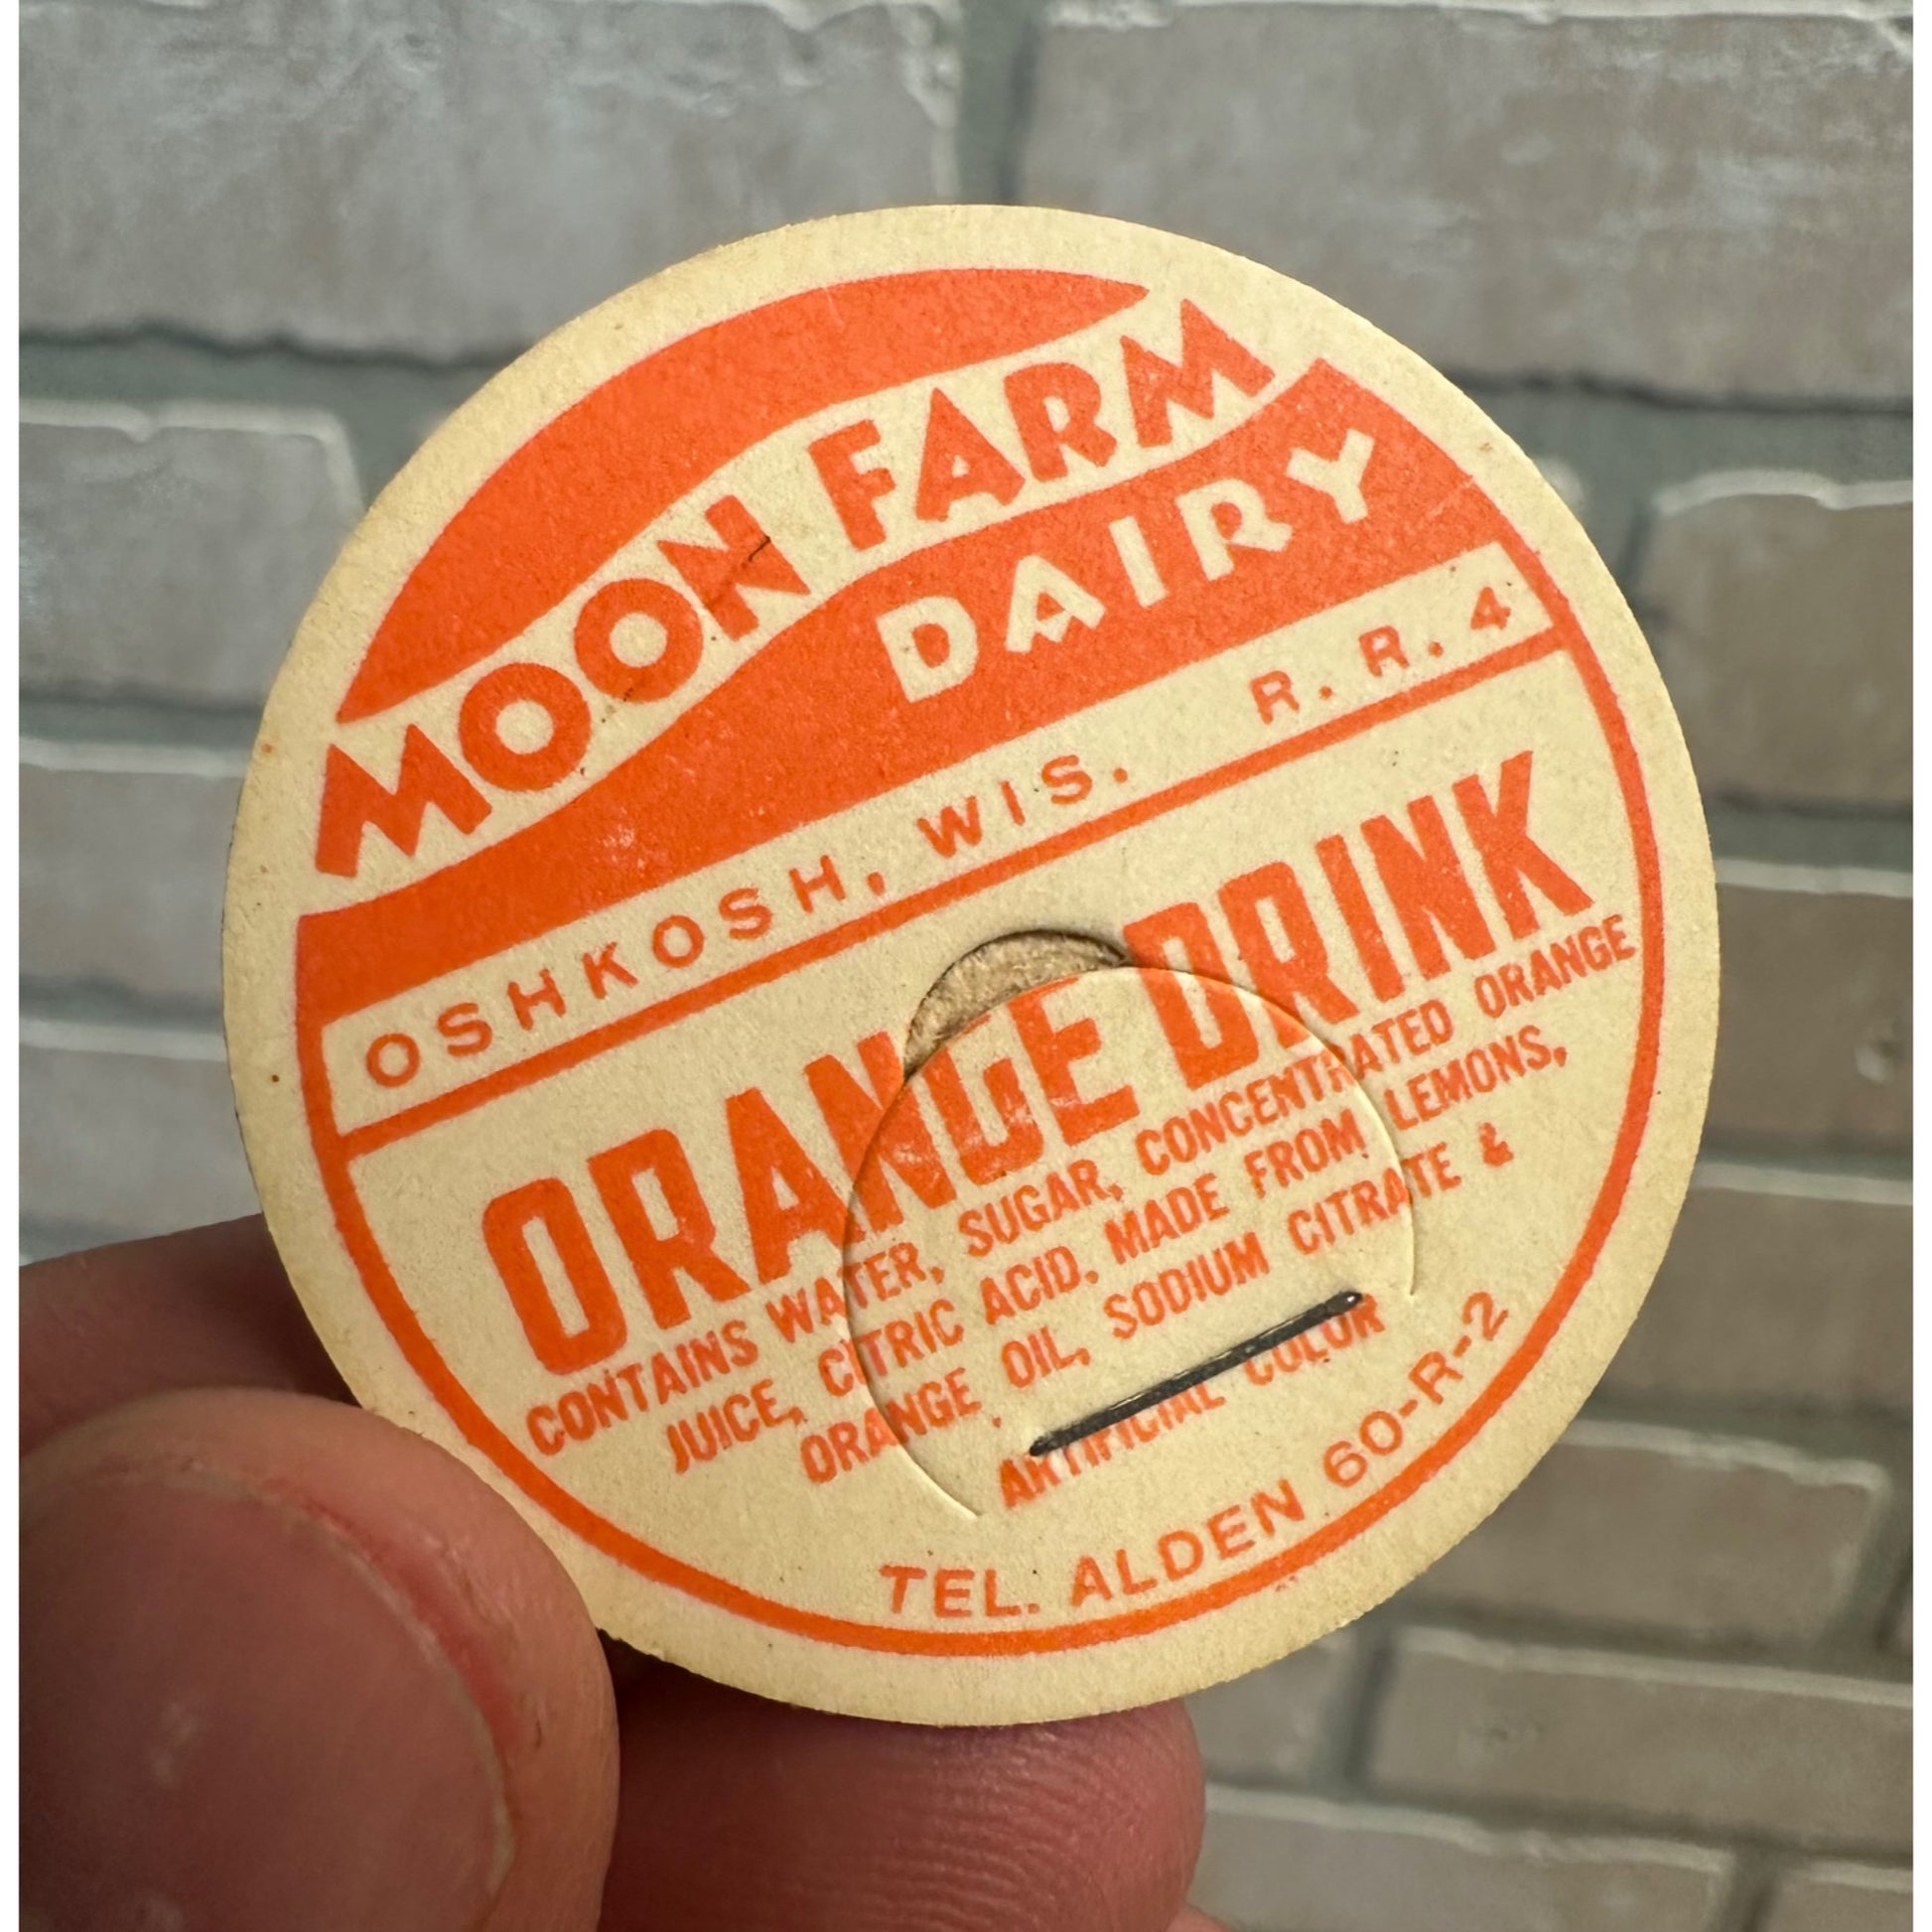 MOON FARM
DAIRY
OSHKOSH, WIS. R. R. 4
ORANGE DRINK
CONTAINS WATER, SUGAR, CONCENTRATED ORANGE
JUICE, CITRIC ACID, MADE FROM LEMONS,
ORANGE OIL, SODIUM CITRATE &
ARTIFICIAL COLOR
TEL. ALDEN 60-R-2